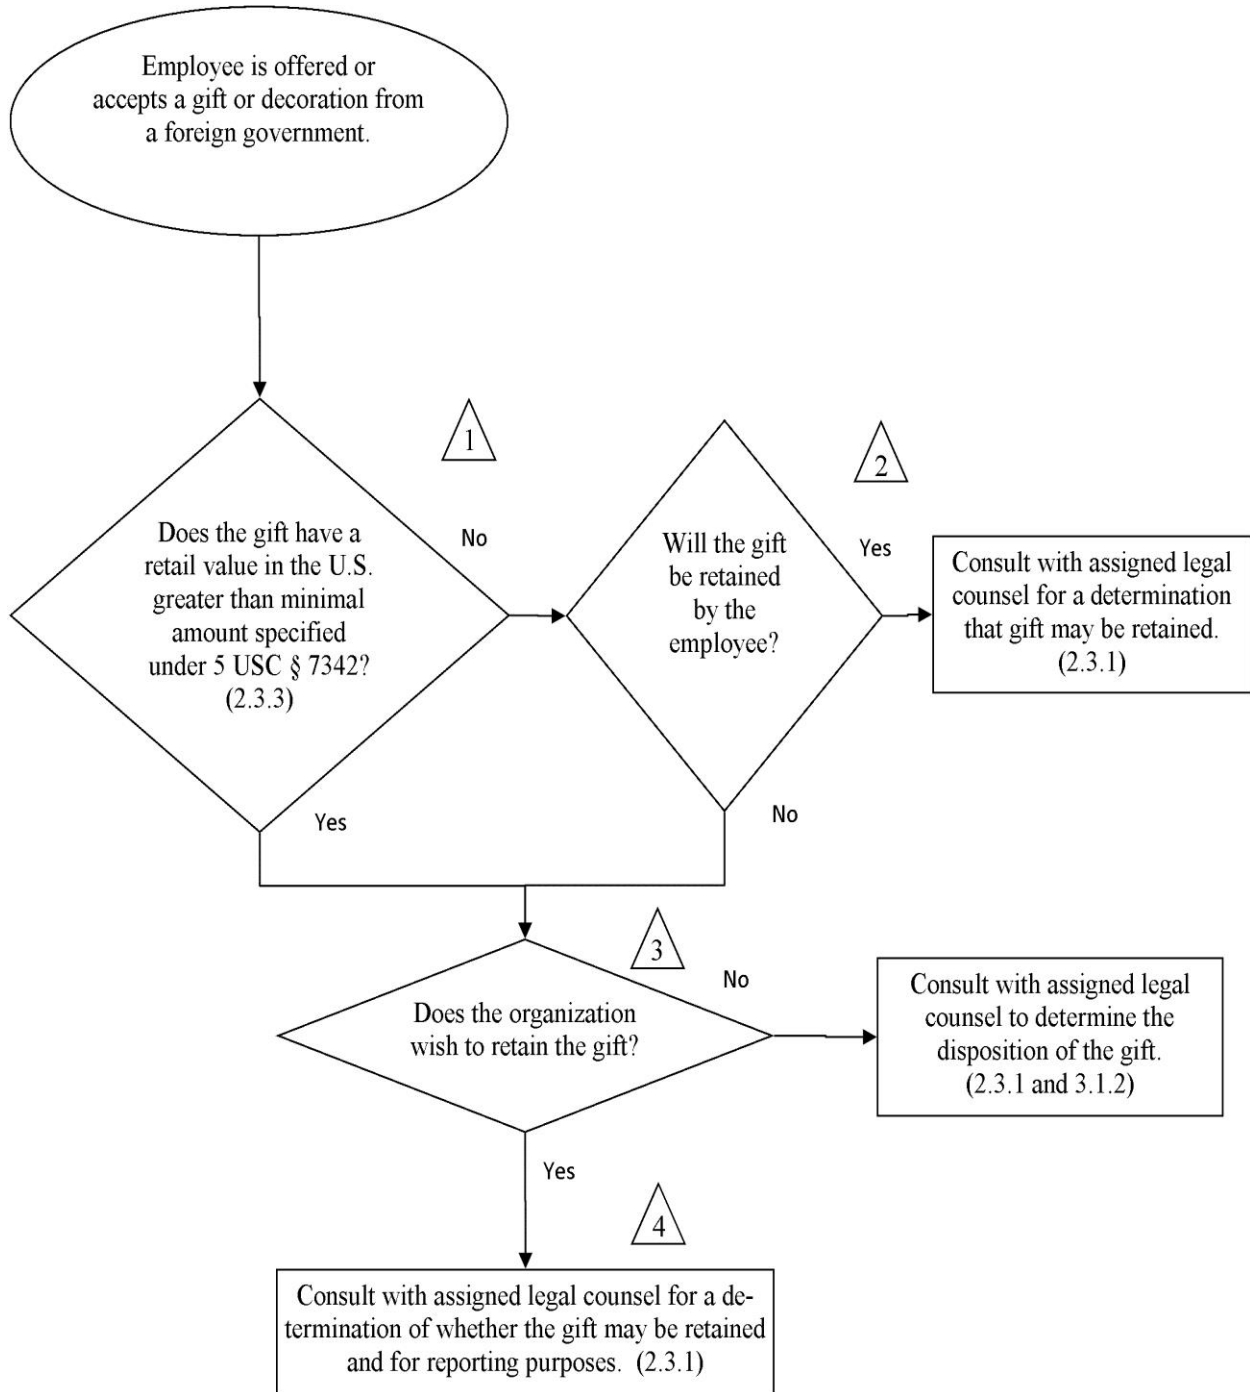 Employee is offered or
accepts a gift or decoration from
a foreign government.
1
2
Does the gift have a
retail value in the U.S.
greater than minimal
amount specified
under 5 USC § 7342?
(2.3.3)
No
Will the gift
be retained
by the
employee?
Yes
Consult with assigned legal
counsel for a determination
that gift may be retained.
(2.3.1)
Yes
No
3
Does the organization
wish to retain the gift?
No
Consult with assigned legal
counsel to determine the
disposition of the gift.
(2.3.1 and 3.1.2)
Yes
4
Consult with assigned legal counsel for a de-
termination of whether the gift may be retained
and for reporting purposes.  (2.3.1)